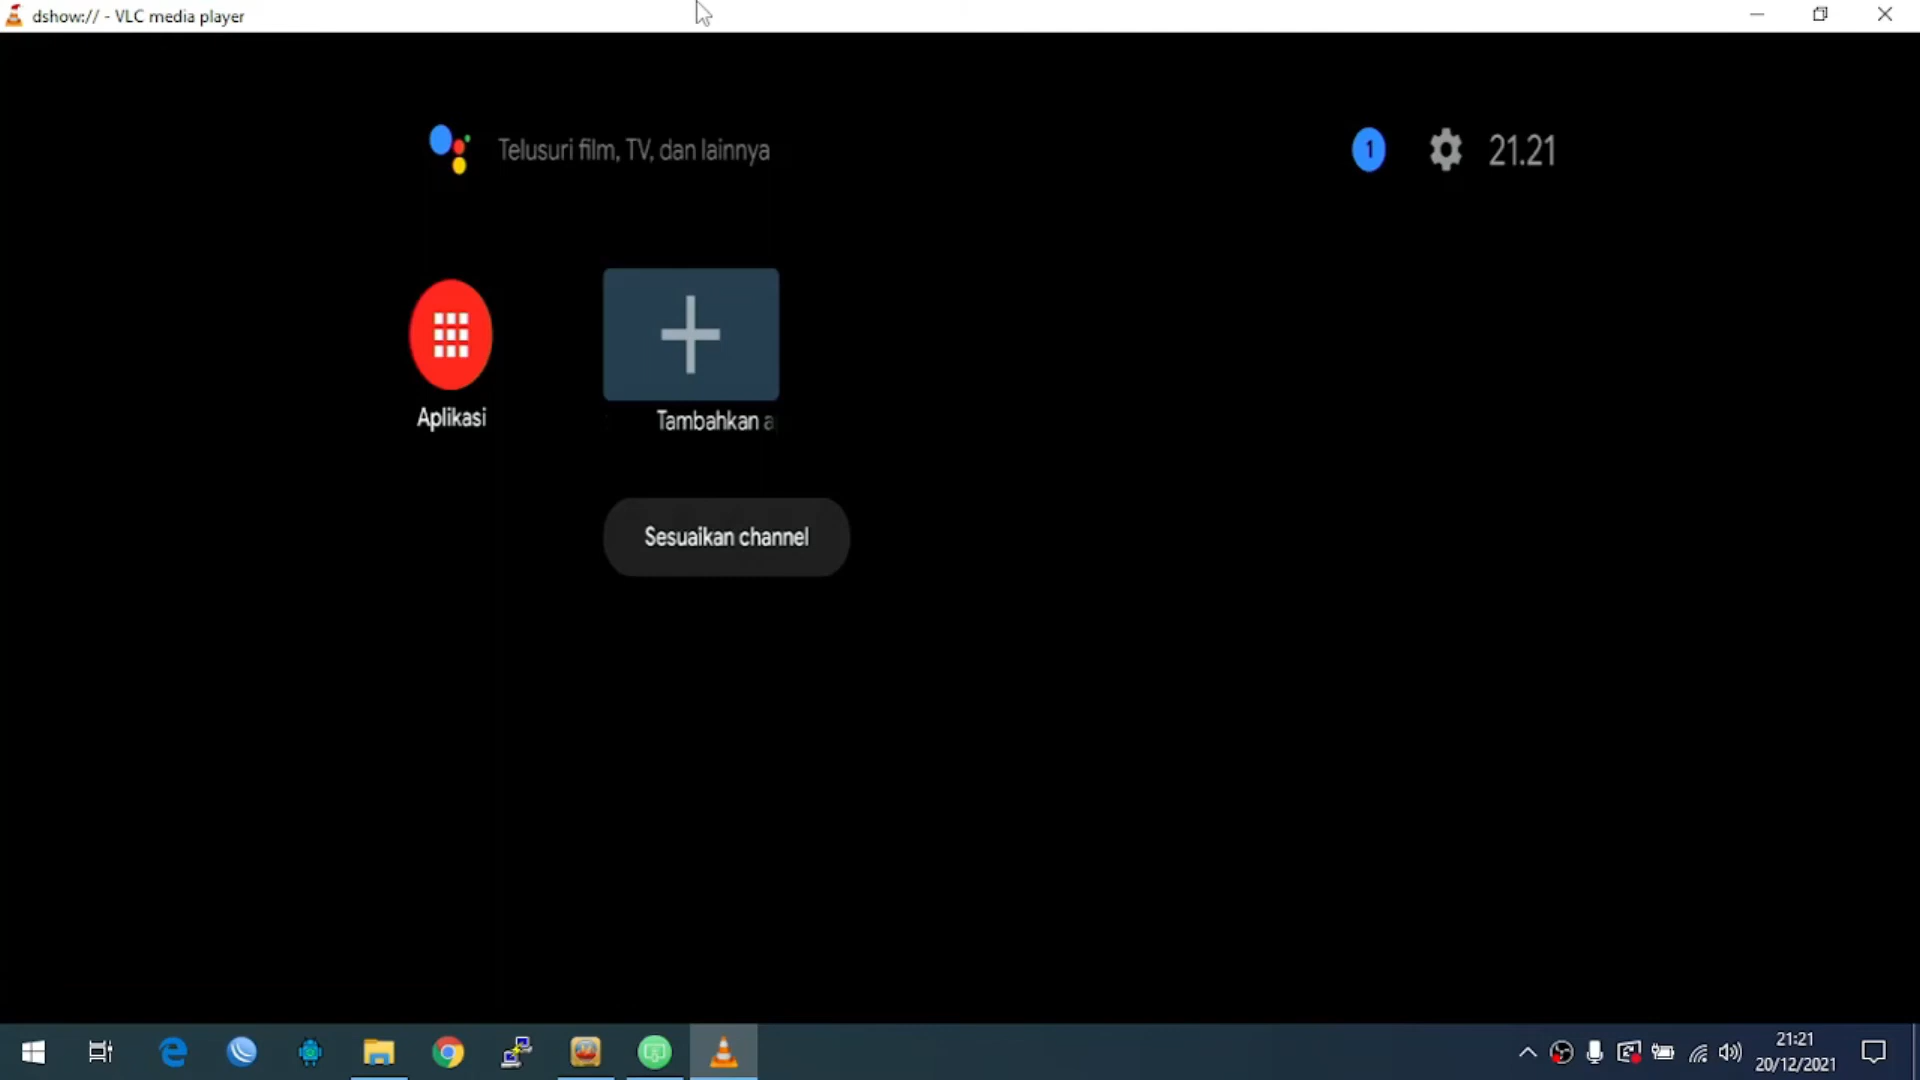 dshow:// - VLC media player
Telusuri film, TV, dan lainnya
1
21.21
Aplikasi
Tambahkan a
Sesuaikan channel
21:21
20/12/2021